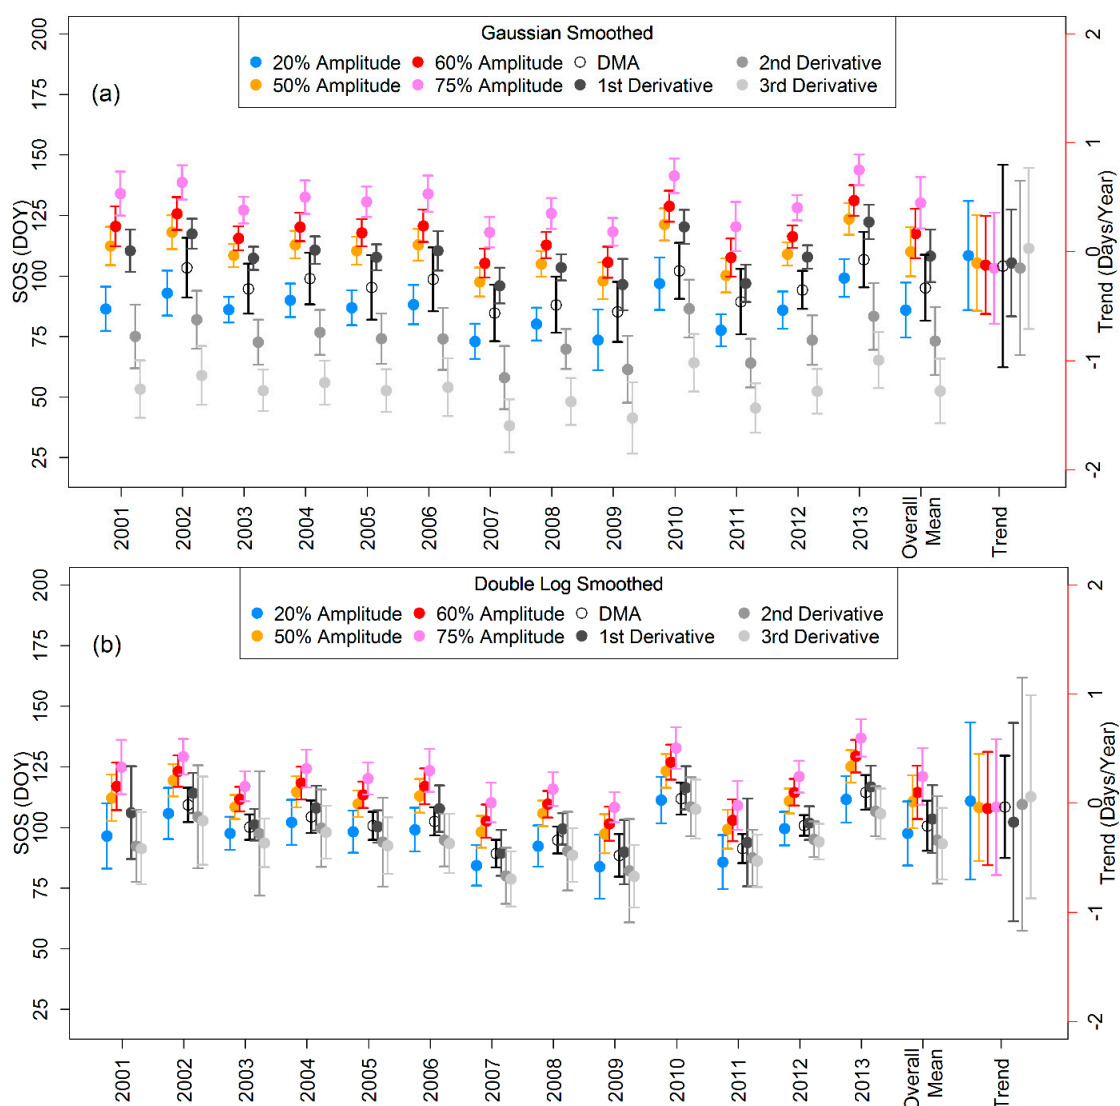 Gaussian Smoothed
20% Amplitude 60% Amplitude DMA 2nd Derivative
50% Amplitude 75% Amplitude 1st Derivative 3rd Derivative
(a)
SOS (DOY)
200
175
150
125
100
75
50
25
Trend (Days/Year)
2
1
0
-1
-2
2001
2002
2003
2004
2005
2006
2007
2008
2009
2010
2011
2012
2013
Overall
Mean
Trend
Double Log Smoothed
20% Amplitude 60% Amplitude DMA 2nd Derivative
50% Amplitude 75% Amplitude 1st Derivative 3rd Derivative
(b)
SOS (DOY)
200
175
150
125
100
75
50
25
Trend (Days/Year)
2
1
0
-1
-2
2001
2002
2003
2004
2005
2006
2007
2008
2009
2010
2011
2012
2013
Overall
Mean
Trend